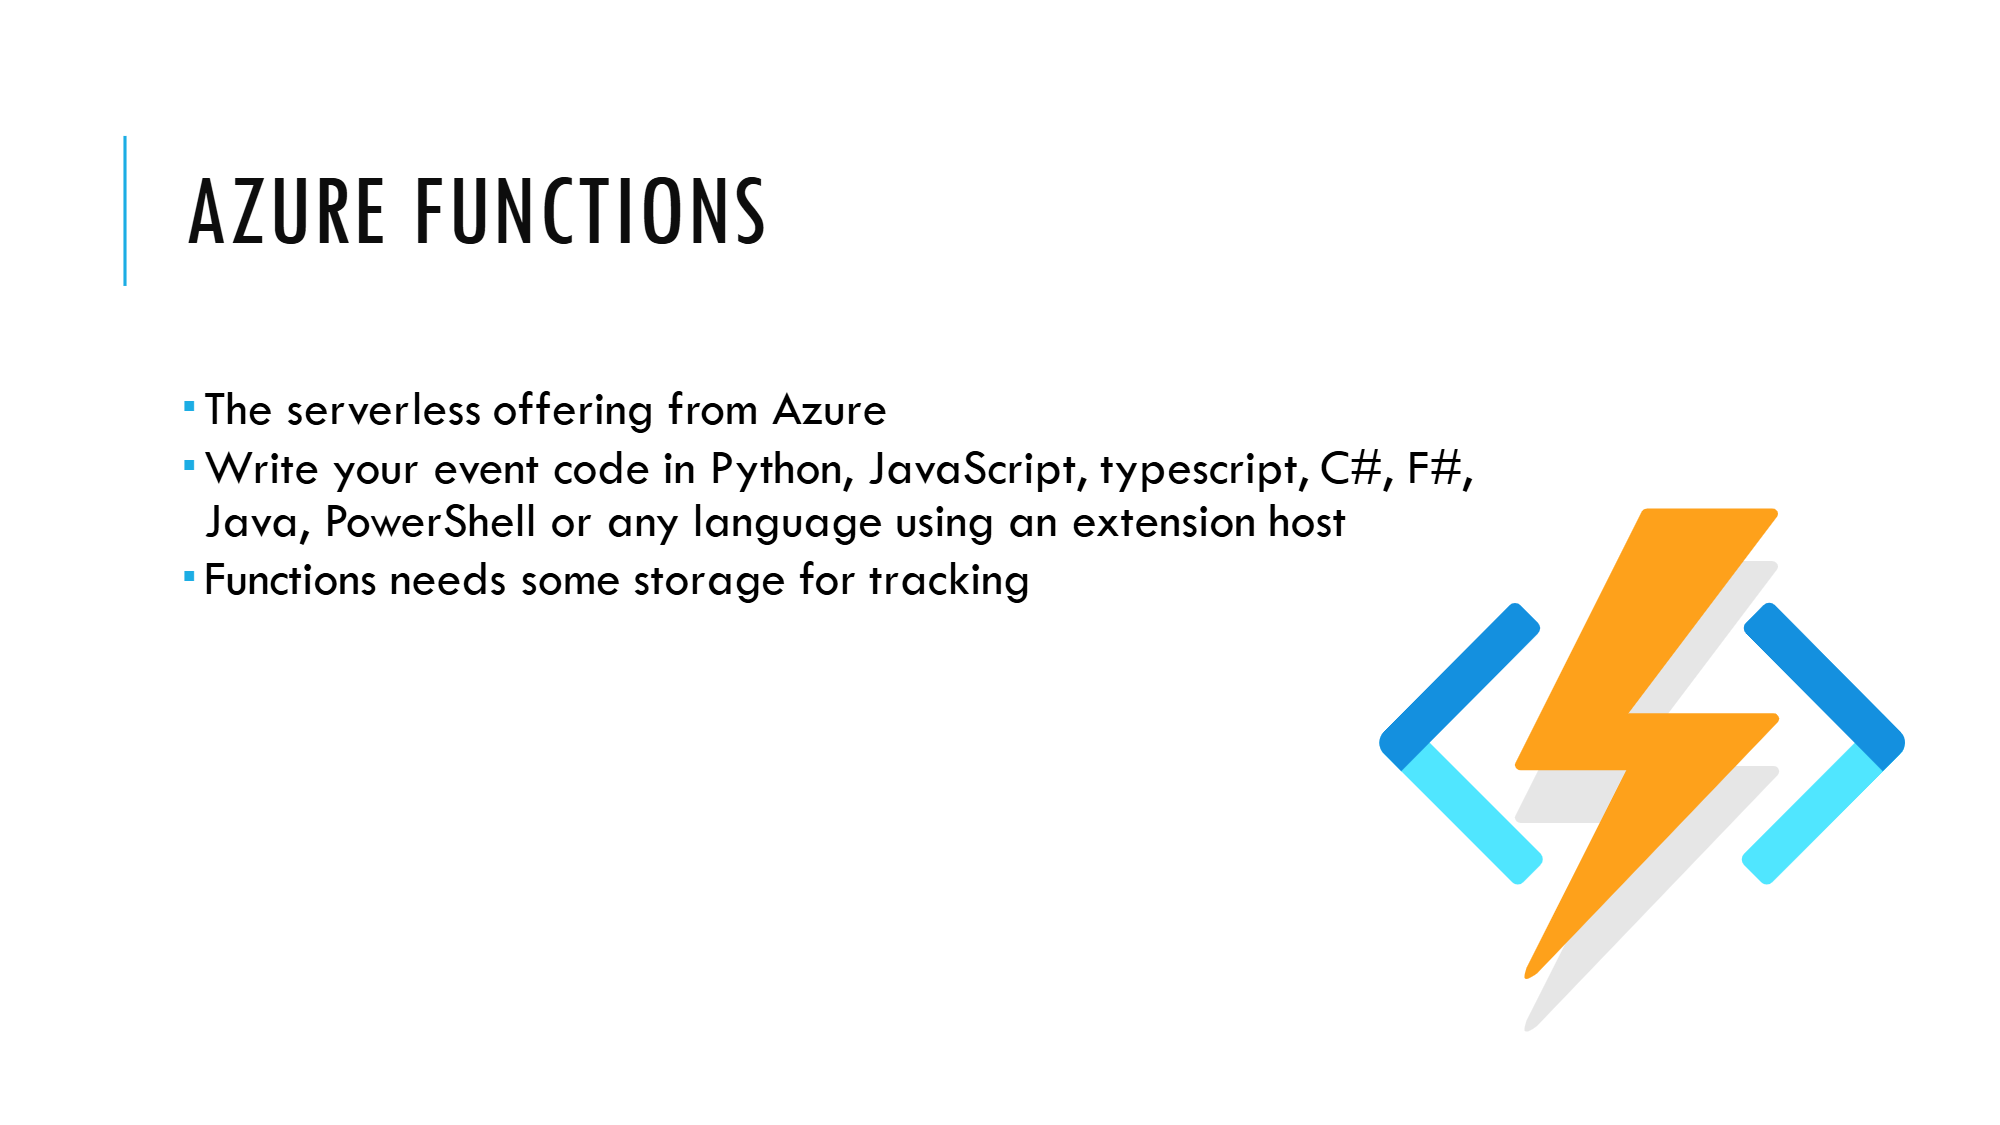 AZURE FUNCTIONS
▪ The serverless offering from Azure
▪ Write your event code in Python, JavaScript, typescript, C#, F#,
Java, PowerShell or any language using an extension host
▪ Functions needs some storage for tracking